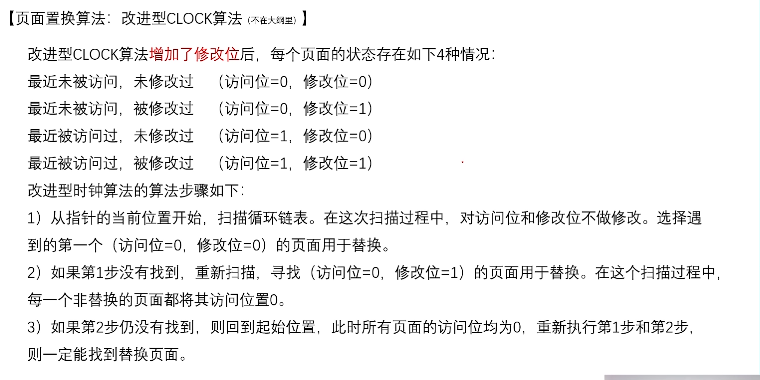 【页面置换算法：改进型CLOCK算法（不在大纲里）】
改进型CLOCK算法增加了修改位后，每个页面的状态存在如下4种情况：
最近未被访问，未修改过 （访问位=0，修改位=0）
最近未被访问，被修改过 （访问位=0，修改位=1）
最近被访问过，未修改过 （访问位=1，修改位=0）
最近被访问过，被修改过 （访问位=1，修改位=1）
改进型时钟算法的算法步骤如下：
1）从指针的当前位置开始，扫描循环链表。在这次扫描过程中，对访问位和修改位不做修改。选择遇
到的第一个（访问位=0，修改位=0）的页面用于替换。
2）如果第1步没有找到，重新扫描，寻找（访问位=0，修改位=1）的页面用于替换。在这个扫描过程中，
每一个非替换的页面都将其访问位置0。
3）如果第2步仍没有找到，则回到起始位置，此时所有页面的访问位均为0，重新执行第1步和第2步，
则一定能找到替换页面。